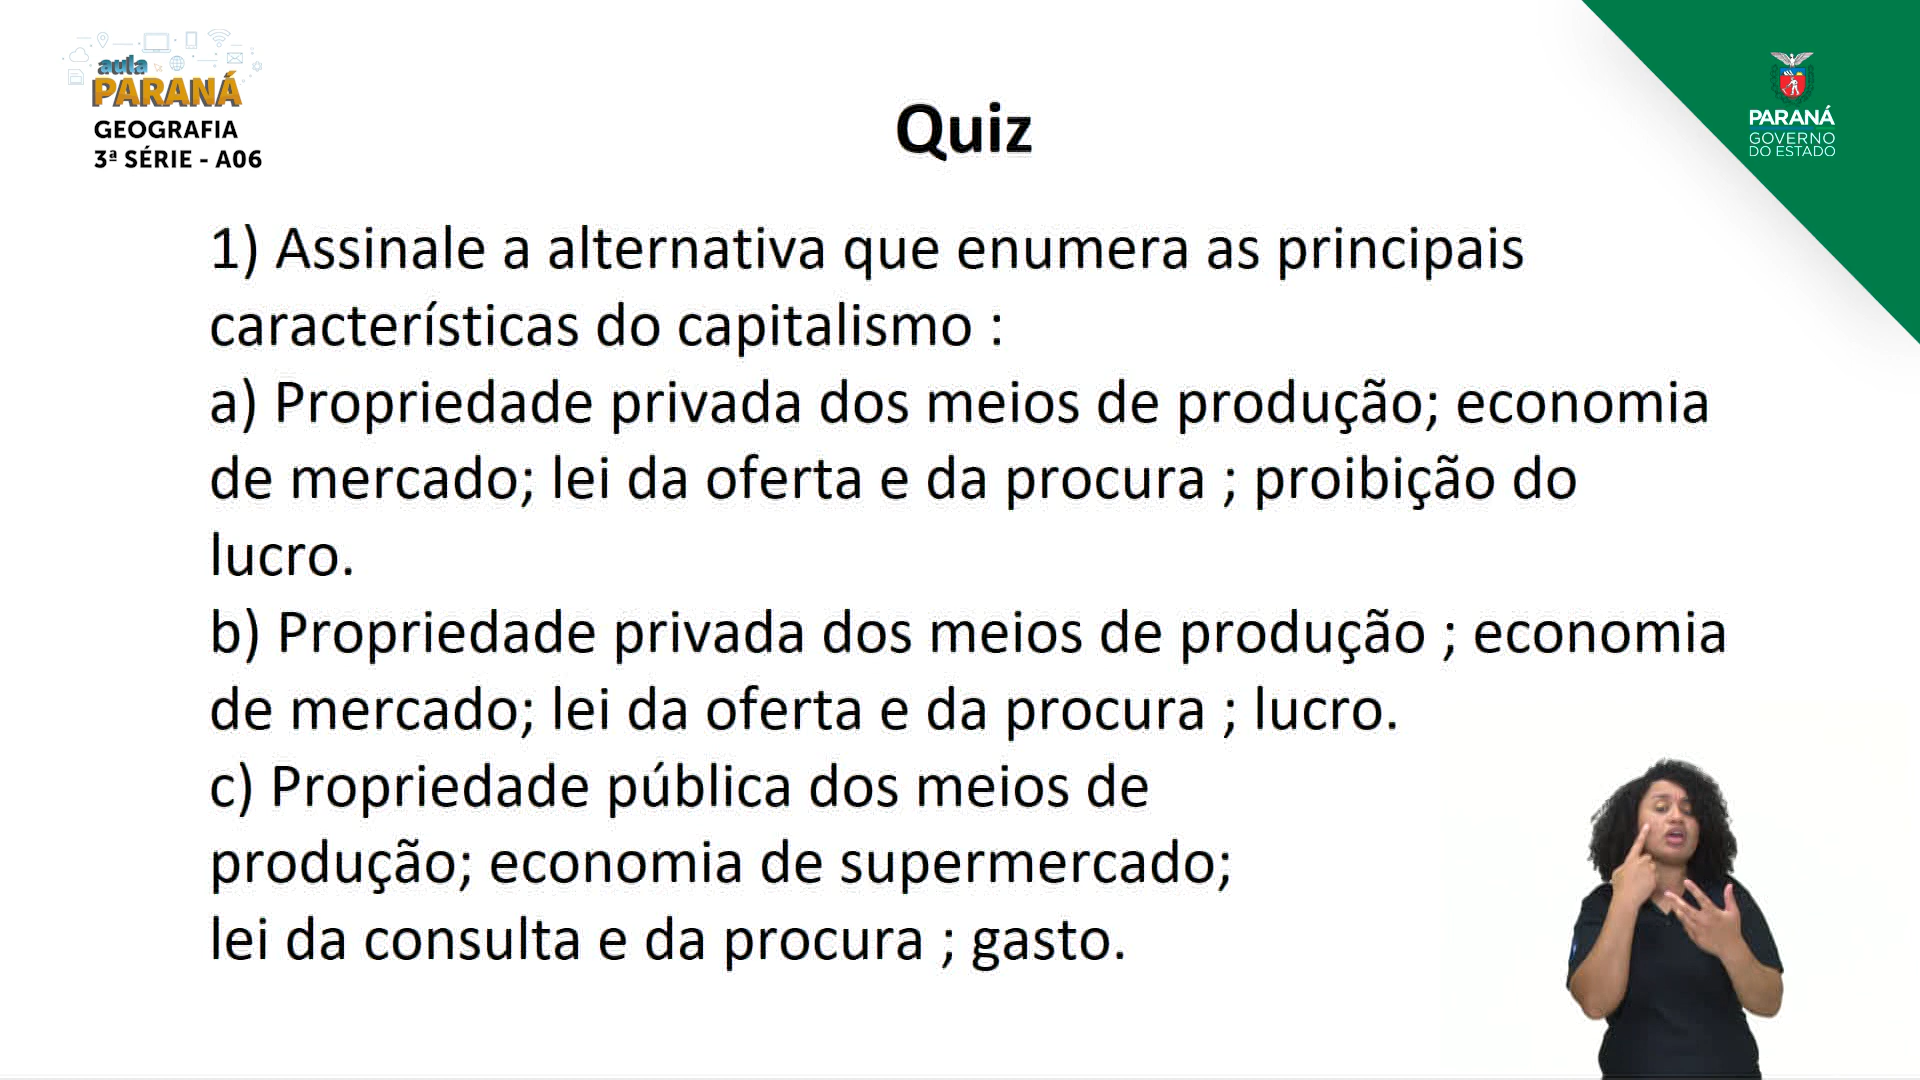 aula
PARANÁ
GEOGRAFIA
3ª SÉRIE - A06
Quiz
PARANÁ
GOVERNO
DO ESTADO
1) Assinale a alternativa que enumera as principais
características do capitalismo :
a) Propriedade privada dos meios de produção; economia
de mercado; lei da oferta e da procura ; proibição do
lucro.
b) Propriedade privada dos meios de produção ; economia
de mercado; lei da oferta e da procura ; lucro.
c) Propriedade pública dos meios de
produção; economia de supermercado;
lei da consulta e da procura ; gasto.